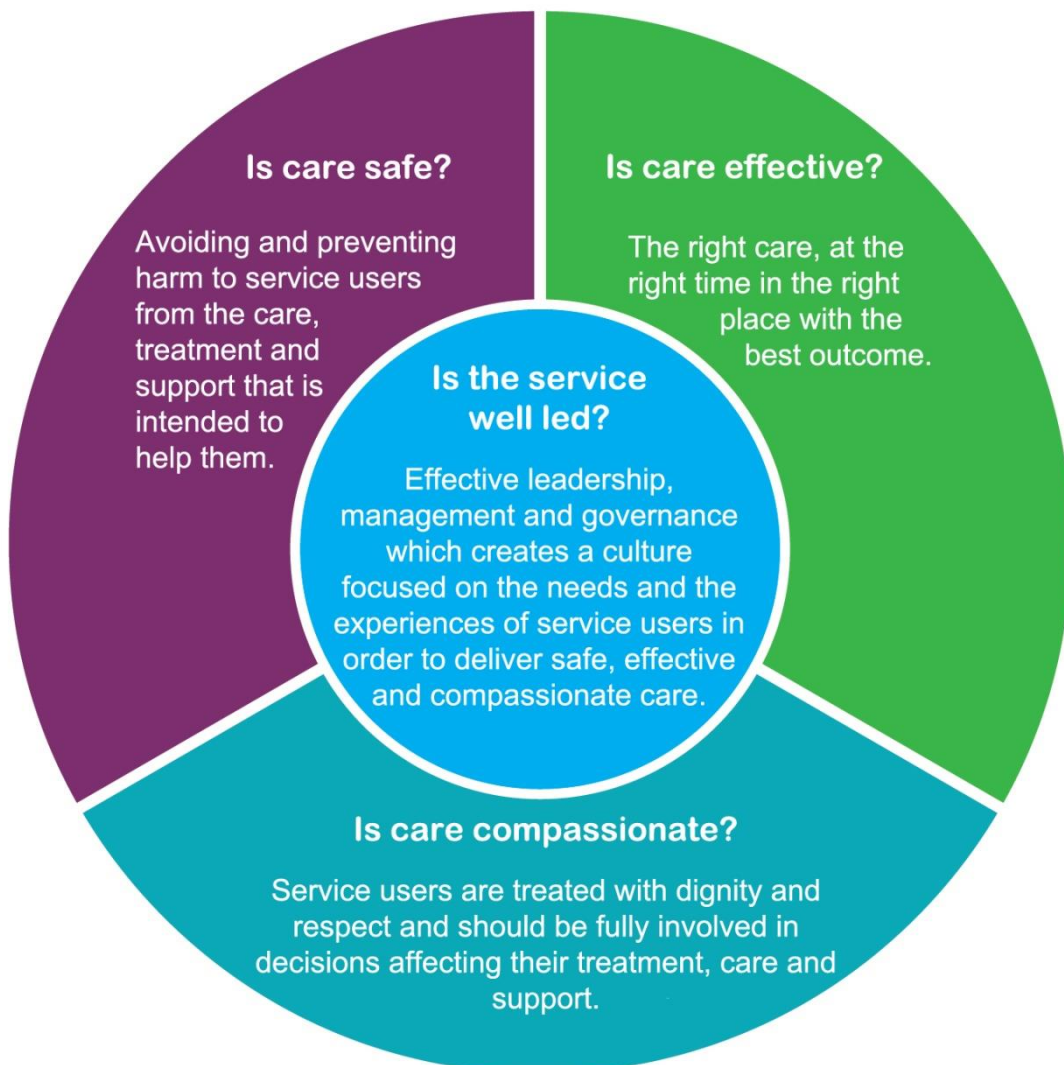 Is care safe?
Avoiding and preventing
harm to service users
from the care,
treatment and
support that is
intended to
help them.
Is care effective?
The right care, at the
right time in the right
place with the
best outcome.
Is the service
well led?
Effective leadership,
management and governance
which creates a culture
focused on the needs and the
experiences of service users in
order to deliver safe, effective
and compassionate care.
Is care compassionate?
Service users are treated with dignity and
respect and should be fully involved in
decisions affecting their treatment, care and
support.